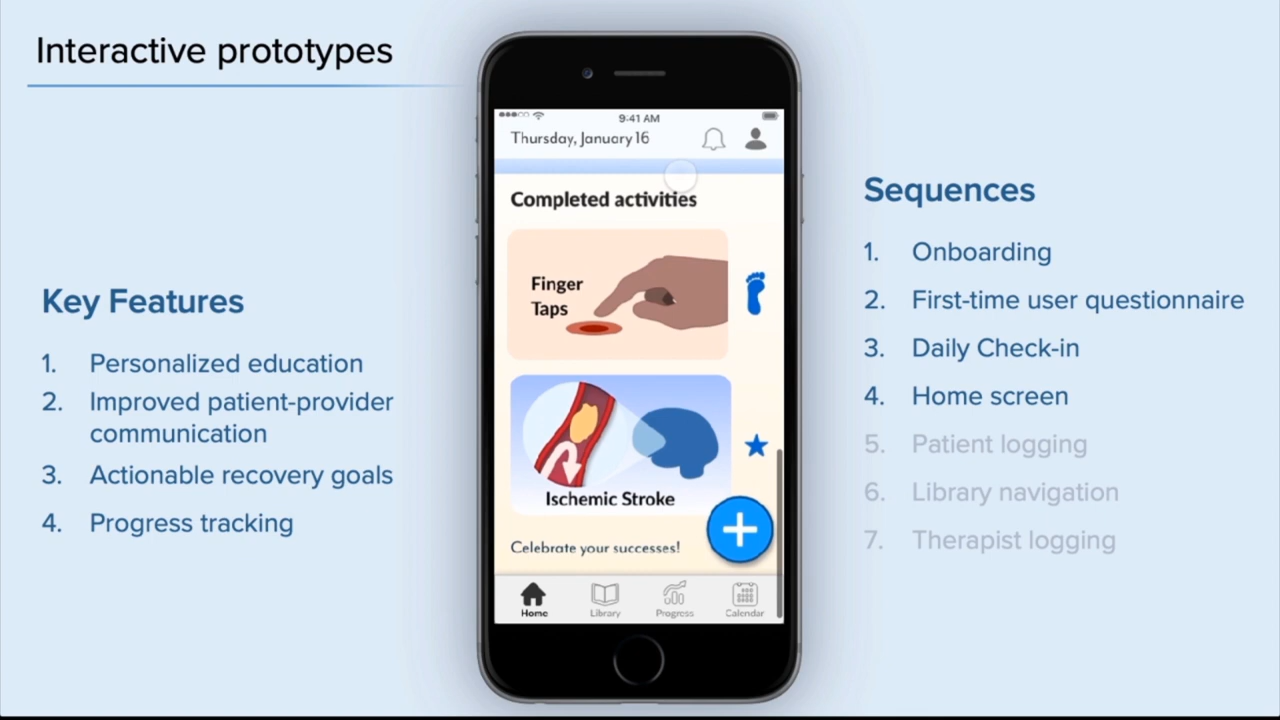 Interactive prototypes
Key Features
1. Personalized education
2. Improved patient-provider
communication
3. Actionable recovery goals
4. Progress tracking
9:41 AM
Thursday, January 16
Completed activities
Finger
Taps
Ischemic Stroke
Celebrate your successes!
Home
Library
Progress
Calendar
Sequences
1. Onboarding
2. First-time user questionnaire
3. Daily Check-in
4. Home screen
5. Patient logging
6. Library navigation
7. Therapist logging